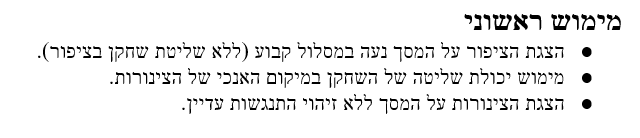 מימוש ראשוני
● הצגת הציפור על המסך נעה במסלול קבוע (ללא שליטת שחקן בציפור).
● מימוש יכולת שליטה של השחקן במיקום האנכי של הצינורות.
● הצגת הצינורות על המסך ללא זיהוי התנגשות עדיין.